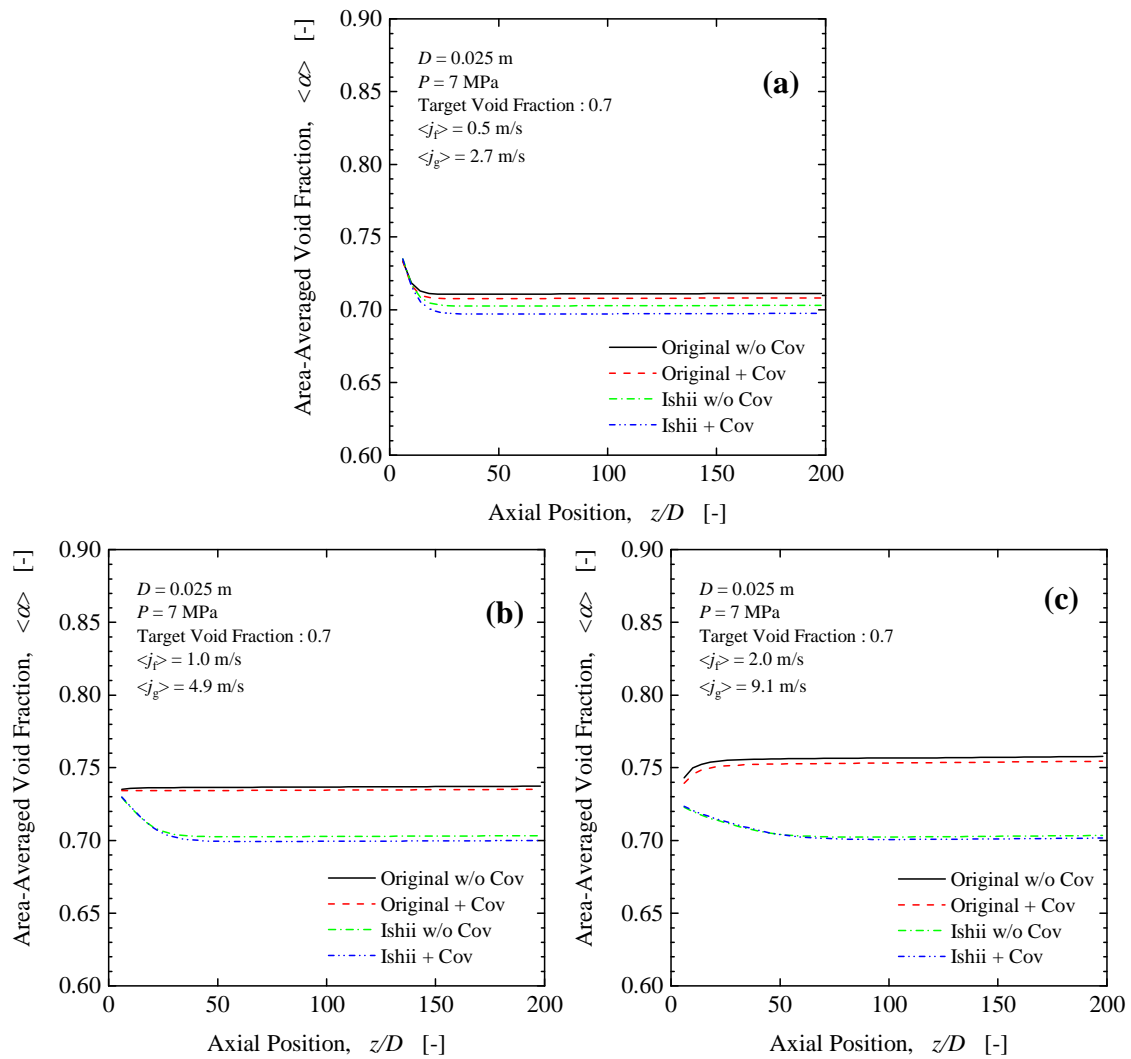 Area-Averaged Void Fraction, <α> [-]
0.90
0.85
0.80
0.75
0.70
0.65
0.60
D = 0.025 m
P = 7 MPa
Target Void Fraction : 0.7
<j_f> = 0.5 m/s
<j_g> = 2.7 m/s
(a)
Original w/o Cov
Original + Cov
Ishii w/o Cov
Ishii + Cov
0 50 100 150 200
Axial Position, z/D [-]
Area-Averaged Void Fraction, <α> [-]
0.90
0.85
0.80
0.75
0.70
0.65
0.60
D = 0.025 m
P = 7 MPa
Target Void Fraction : 0.7
<j_f> = 1.0 m/s
<j_g> = 4.9 m/s
(b)
Original w/o Cov
Original + Cov
Ishii w/o Cov
Ishii + Cov
0 50 100 150 200
Axial Position, z/D [-]
Area-Averaged Void Fraction, <α> [-]
0.90
0.85
0.80
0.75
0.70
0.65
0.60
D = 0.025 m
P = 7 MPa
Target Void Fraction : 0.7
<j_f> = 2.0 m/s
<j_g> = 9.1 m/s
(c)
Original w/o Cov
Original + Cov
Ishii w/o Cov
Ishii + Cov
0 50 100 150 200
Axial Position, z/D [-]